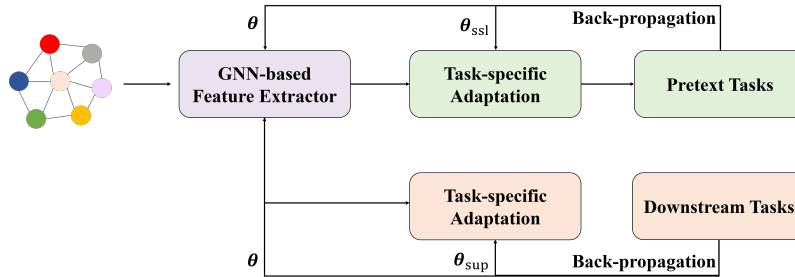 Back-propagation
θ
θssl
GNN-based
Feature Extractor
Task-specific
Adaptation
Pretext Tasks
Task-specific
Adaptation
Downstream Tasks
θ
θsup
Back-propagation